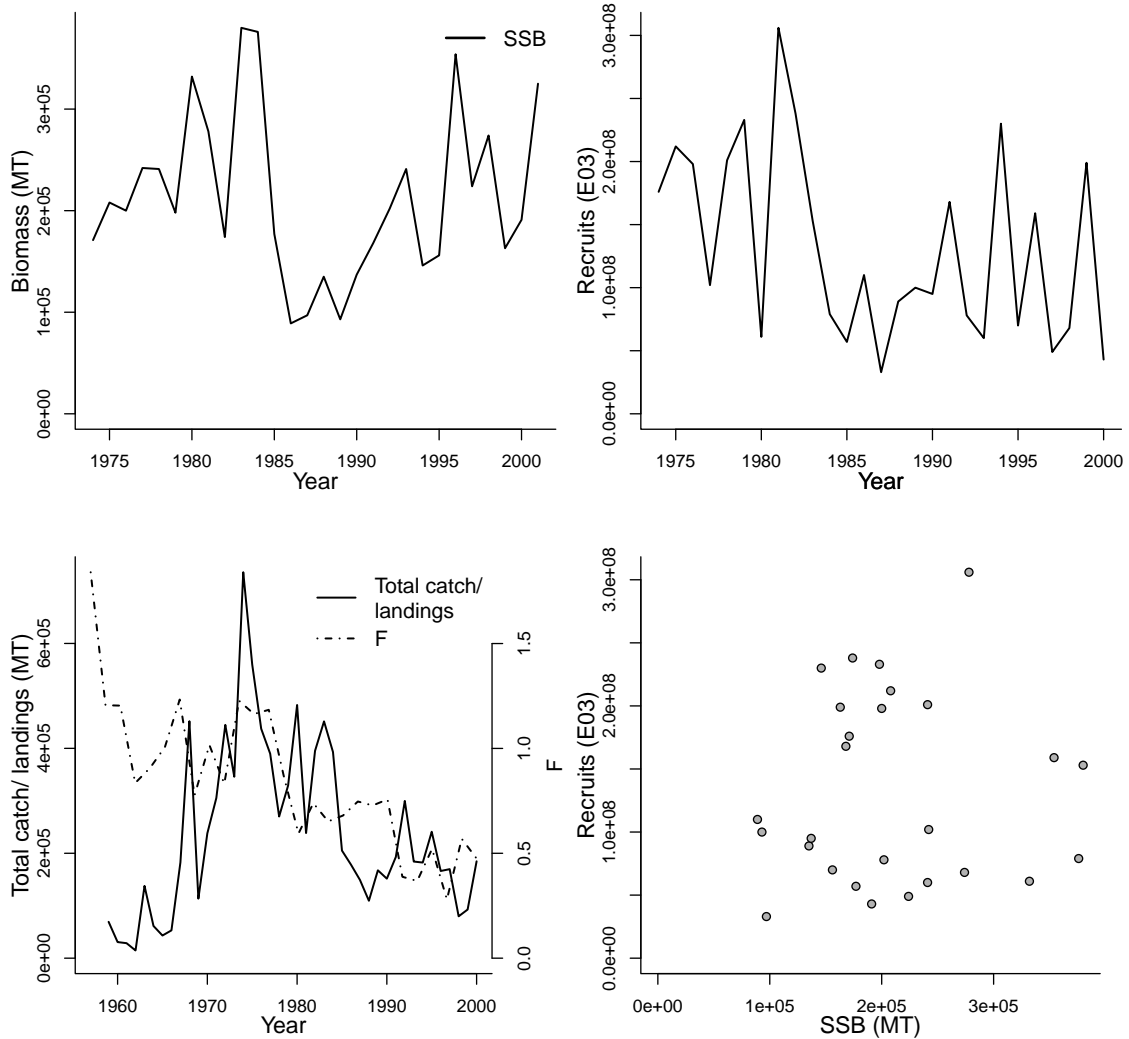 SSB
Biomass (MT)
0e+00 1e+05 2e+05 3e+05
1975 1980 1985 1990 1995 2000
Year
Recruits (E03)
0.0e+00 1.0e+08 2.0e+08 3.0e+08
1975 1980 1985 1990 1995 2000
Year
Total catch/
landings
F
Total catch/ landings (MT)
0e+00 2e+05 4e+05 6e+05
0.0 0.5 1.0 1.5
F
1960 1970 1980 1990 2000
Year
Recruits (E03)
0.0e+00 1.0e+08 2.0e+08 3.0e+08
0e+00 1e+05 2e+05 3e+05
SSB (MT)